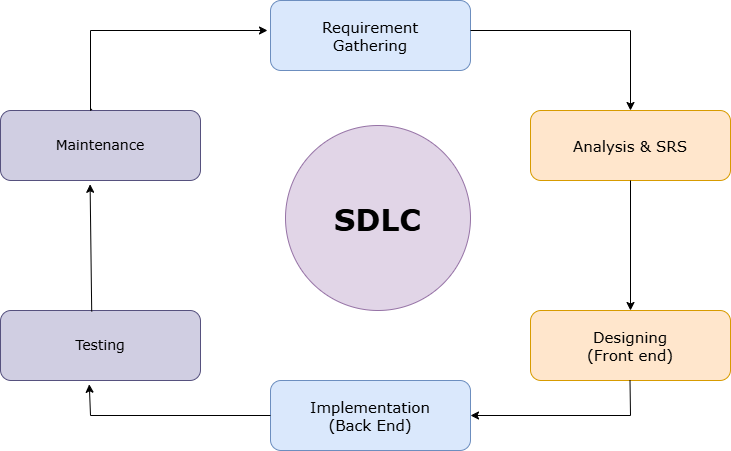 Requirement
Gathering
Maintenance
Analysis & SRS
SDLC
Testing
Designing
(Front end)
Implementation
(Back End)